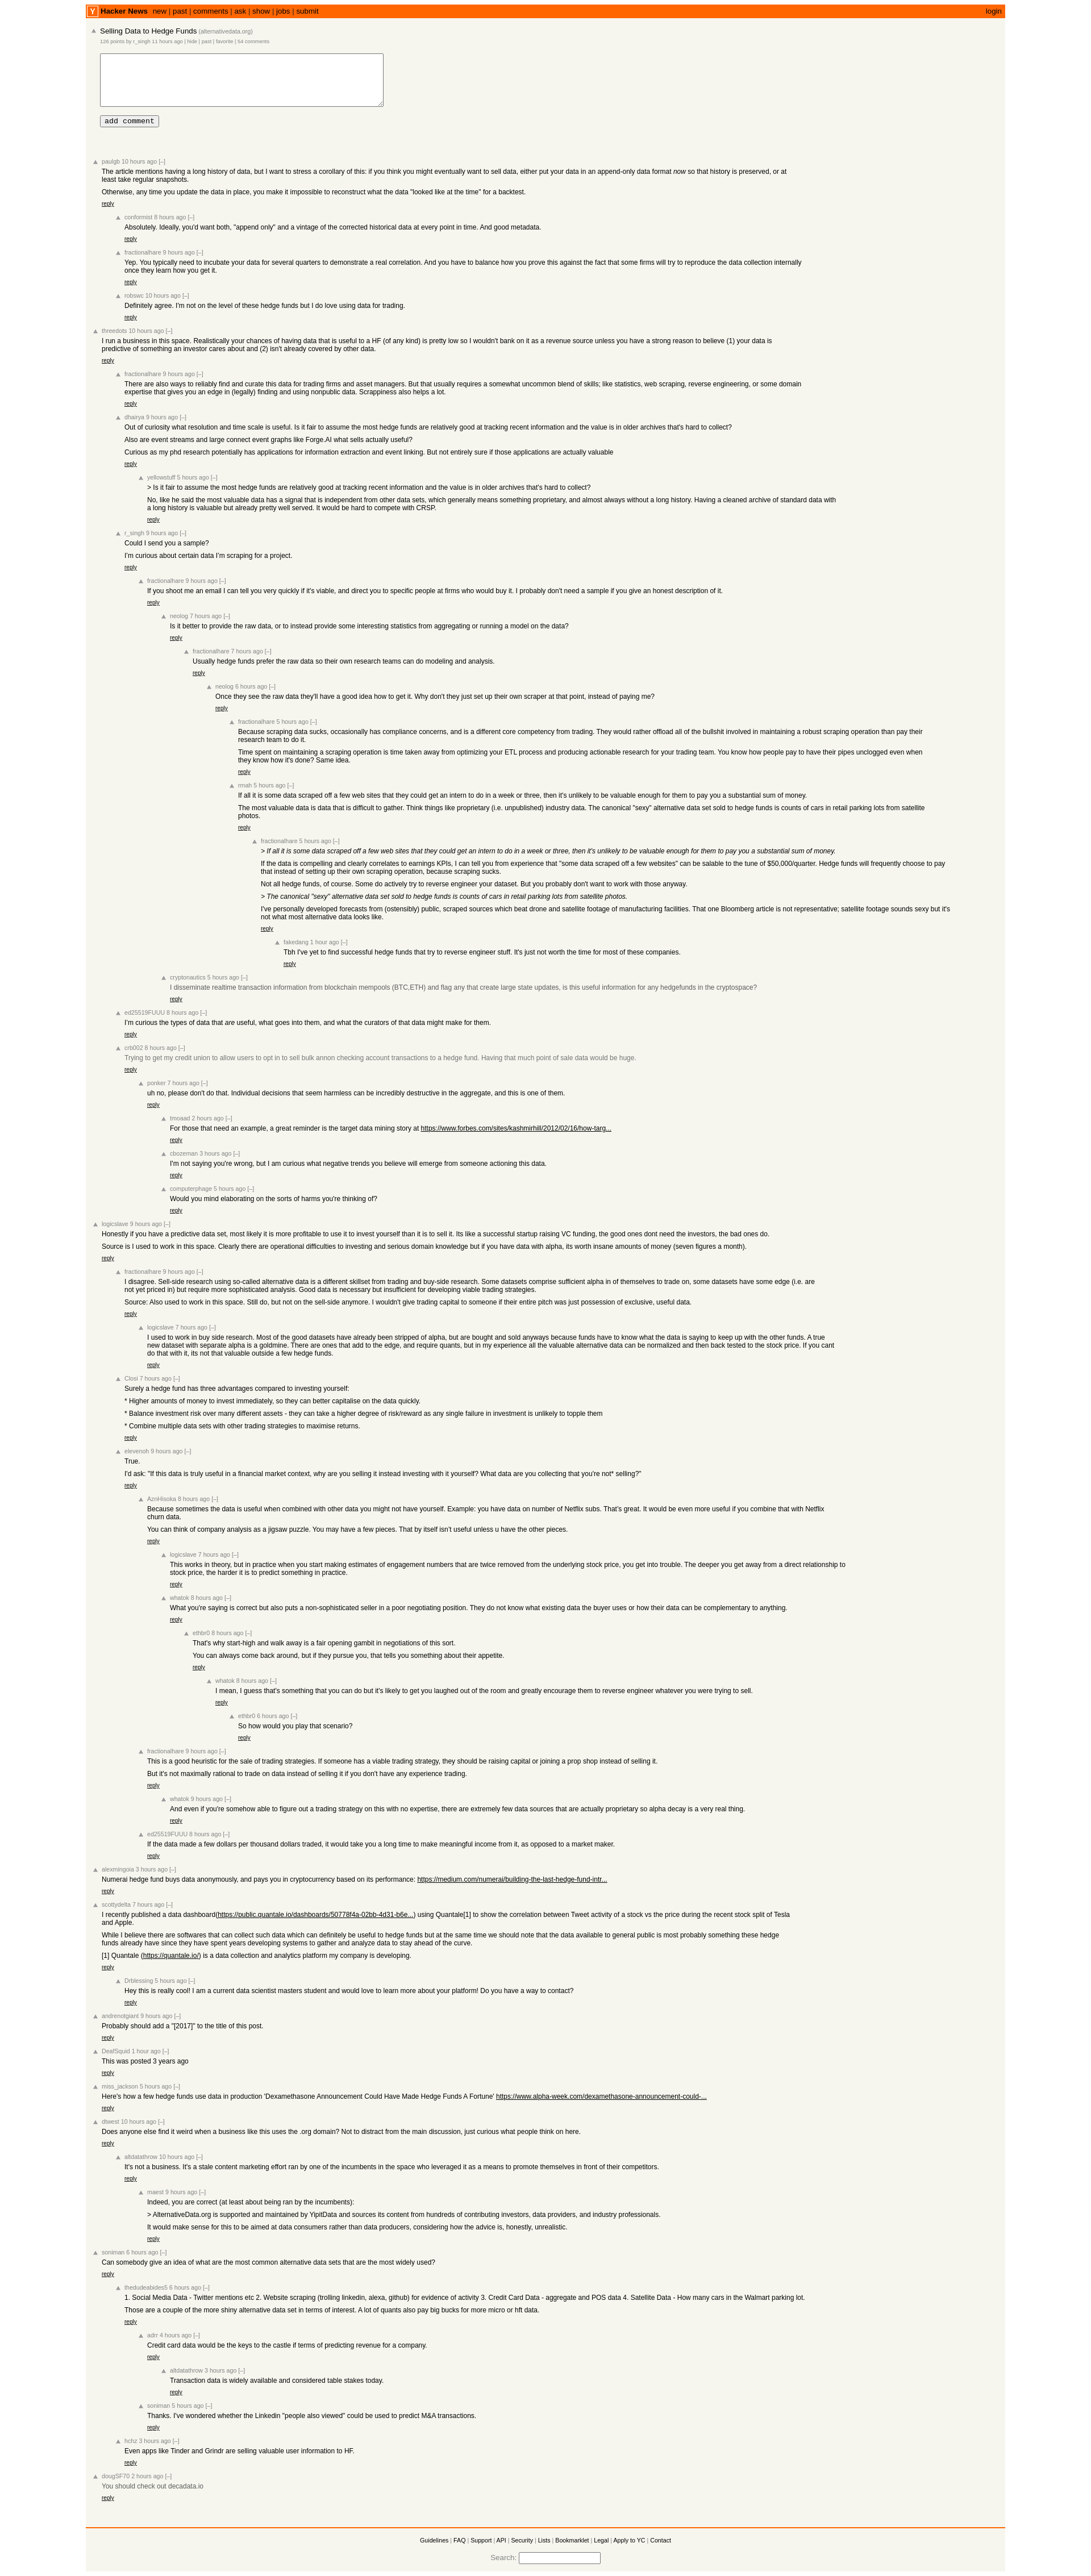 Y Hacker News new | past | comments | ask | show | jobs | submit login
Selling Data to Hedge Funds (alternativedata.org)
126 points by r_singh 11 hours ago | hide | past | favorite | 54 comments
add comment
paulgb 10 hours ago [–]
The article mentions having a long history of data, but I want to stress a corollary of this: if you think you might eventually want to sell data, either put your data in an append-only data format now so that history is preserved, or at
least take regular snapshots.
Otherwise, any time you update the data in place, you make it impossible to reconstruct what the data "looked like at the time" for a backtest.
reply
conformist 8 hours ago [–]
Absolutely. Ideally, you'd want both, "append only" and a vintage of the corrected historical data at every point in time. And good metadata.
reply
fractionalhare 9 hours ago [–]
Yep. You typically need to incubate your data for several quarters to demonstrate a real correlation. And you have to balance how you prove this against the fact that some firms will try to reproduce the data collection internally
once they learn how you get it.
reply
robswc 10 hours ago [–]
Definitely agree. I'm not on the level of these hedge funds but I do love using data for trading.
reply
threedots 10 hours ago [–]
I run a business in this space. Realistically your chances of having data that is useful to a HF (of any kind) is pretty low so I wouldn't bank on it as a revenue source unless you have a strong reason to believe (1) your data is
predictive of something an investor cares about and (2) isn't already covered by other data.
reply
fractionalhare 9 hours ago [–]
There are also ways to reliably find and curate this data for trading firms and asset managers. But that usually requires a somewhat uncommon blend of skills; like statistics, web scraping, reverse engineering, or some domain
expertise that gives you an edge in (legally) finding and using nonpublic data. Scrappiness also helps a lot.
reply
dhairya 9 hours ago [–]
Out of curiosity what resolution and time scale is useful. Is it fair to assume the most hedge funds are relatively good at tracking recent information and the value is in older archives that's hard to collect?
Also are event streams and large connect event graphs like Forge.AI what sells actually useful?
Curious as my phd research potentially has applications for information extraction and event linking. But not entirely sure if those applications are actually valuable
reply
yellowstuff 5 hours ago [–]
> Is it fair to assume the most hedge funds are relatively good at tracking recent information and the value is in older archives that's hard to collect?
No, like he said the most valuable data has a signal that is independent from other data sets, which generally means something proprietary, and almost always without a long history. Having a cleaned archive of standard data with
a long history is valuable but already pretty well served. It would be hard to compete with CRSP.
reply
r_singh 9 hours ago [–]
Could I send you a sample?
I'm curious about certain data I'm scraping for a project.
reply
fractionalhare 9 hours ago [–]
If you shoot me an email I can tell you very quickly if it's viable, and direct you to specific people at firms who would buy it. I probably don't need a sample if you give an honest description of it.
reply
neolog 7 hours ago [–]
Is it better to provide the raw data, or to instead provide some interesting statistics from aggregating or running a model on the data?
reply
fractionalhare 7 hours ago [–]
Usually hedge funds prefer the raw data so their own research teams can do modeling and analysis.
reply
neolog 6 hours ago [–]
Once they see the raw data they'll have a good idea how to get it. Why don't they just set up their own scraper at that point, instead of paying me?
reply
fractionalhare 5 hours ago [–]
Because scraping data sucks, occasionally has compliance concerns, and is a different core competency from trading. They would rather offload all of the bullshit involved in maintaining a robust scraping operation than pay their
research team to do it.
Time spent on maintaining a scraping operation is time taken away from optimizing your ETL process and producing actionable research for your trading team. You know how people pay to have their pipes unclogged even when
they know how it's done? Same idea.
reply
rmah 5 hours ago [–]
If all it is some data scraped off a few web sites that they could get an intern to do in a week or three, then it's unlikely to be valuable enough for them to pay you a substantial sum of money.
The most valuable data is data that is difficult to gather. Think things like proprietary (i.e. unpublished) industry data. The canonical "sexy" alternative data set sold to hedge funds is counts of cars in retail parking lots from satellite
photos.
reply
fractionalhare 5 hours ago [–]
> If all it is some data scraped off a few web sites that they could get an intern to do in a week or three, then it's unlikely to be valuable enough for them to pay you a substantial sum of money.
If the data is compelling and clearly correlates to earnings KPIs, I can tell you from experience that "some data scraped off a few websites" can be salable to the tune of $50,000/quarter. Hedge funds will frequently choose to pay
that instead of setting up their own scraping operation, because scraping sucks.
Not all hedge funds, of course. Some do actively try to reverse engineer your dataset. But you probably don't want to work with those anyway.
> The canonical "sexy" alternative data set sold to hedge funds is counts of cars in retail parking lots from satellite photos.
I've personally developed forecasts from (ostensibly) public, scraped sources which beat drone and satellite footage of manufacturing facilities. That one Bloomberg article is not representative; satellite footage sounds sexy but it's
not what most alternative data looks like.
reply
fakedang 1 hour ago [–]
Tbh I've yet to find successful hedge funds that try to reverse engineer stuff. It's just not worth the time for most of these companies.
reply
cryptonautics 5 hours ago [–]
I disseminate realtime transaction information from blockchain mempools (BTC,ETH) and flag any that create large state updates, is this useful information for any hedgefunds in the cryptospace?
reply
ed25519FUUU 8 hours ago [–]
I'm curious the types of data that are useful, what goes into them, and what the curators of that data might make for them.
reply
crb002 8 hours ago [–]
Trying to get my credit union to allow users to opt in to sell bulk annon checking account transactions to a hedge fund. Having that much point of sale data would be huge.
reply
ponker 7 hours ago [–]
uh no, please don't do that. Individual decisions that seem harmless can be incredibly destructive in the aggregate, and this is one of them.
reply
tmoaad 2 hours ago [–]
For those that need an example, a great reminder is the target data mining story at https://www.forbes.com/sites/kashmirhill/2012/02/16/how-targ...
reply
cbozeman 3 hours ago [–]
I'm not saying you're wrong, but I am curious what negative trends you believe will emerge from someone actioning this data.
reply
computerphage 5 hours ago [–]
Would you mind elaborating on the sorts of harms you're thinking of?
reply
logicslave 9 hours ago [–]
Honestly if you have a predictive data set, most likely it is more profitable to use it to invest yourself than it is to sell it. Its like a successful startup raising VC funding, the good ones dont need the investors, the bad ones do.
Source is I used to work in this space. Clearly there are operational difficulties to investing and serious domain knowledge but if you have data with alpha, its worth insane amounts of money (seven figures a month).
reply
fractionalhare 9 hours ago [–]
I disagree. Sell-side research using so-called alternative data is a different skillset from trading and buy-side research. Some datasets comprise sufficient alpha in of themselves to trade on, some datasets have some edge (i.e. are
not yet priced in) but require more sophisticated analysis. Good data is necessary but insufficient for developing viable trading strategies.
Source: Also used to work in this space. Still do, but not on the sell-side anymore. I wouldn't give trading capital to someone if their entire pitch was just possession of exclusive, useful data.
reply
logicslave 7 hours ago [–]
I used to work in buy side research. Most of the good datasets have already been stripped of alpha, but are bought and sold anyways because funds have to know what the data is saying to keep up with the other funds. A true
new dataset with separate alpha is a goldmine. There are ones that add to the edge, and require quants, but in my experience all the valuable alternative data can be normalized and then back tested to the stock price. If you cant
do that with it, its not that valuable outside a few hedge funds.
reply
Closi 7 hours ago [–]
Surely a hedge fund has three advantages compared to investing yourself:
* Higher amounts of money to invest immediately, so they can better capitalise on the data quickly.
* Balance investment risk over many different assets - they can take a higher degree of risk/reward as any single failure in investment is unlikely to topple them
* Combine multiple data sets with other trading strategies to maximise returns.
reply
elevenoh 9 hours ago [–]
True.
I'd ask: "If this data is truly useful in a financial market context, why are you selling it instead investing with it yourself? What data are you collecting that you're not* selling?"
reply
AznHisoka 8 hours ago [–]
Because sometimes the data is useful when combined with other data you might not have yourself. Example: you have data on number of Netflix subs. That's great. It would be even more useful if you combine that with Netflix
churn data.
You can think of company analysis as a jigsaw puzzle. You may have a few pieces. That by itself isn't useful unless u have the other pieces.
reply
logicslave 7 hours ago [–]
This works in theory, but in practice when you start making estimates of engagement numbers that are twice removed from the underlying stock price, you get into trouble. The deeper you get away from a direct relationship to
stock price, the harder it is to predict something in practice.
reply
whatok 8 hours ago [–]
What you're saying is correct but also puts a non-sophisticated seller in a poor negotiating position. They do not know what existing data the buyer uses or how their data can be complementary to anything.
reply
ethbr0 8 hours ago [–]
That's why start-high and walk away is a fair opening gambit in negotiations of this sort.
You can always come back around, but if they pursue you, that tells you something about their appetite.
reply
whatok 8 hours ago [–]
I mean, I guess that's something that you can do but it's likely to get you laughed out of the room and greatly encourage them to reverse engineer whatever you were trying to sell.
reply
ethbr0 6 hours ago [–]
So how would you play that scenario?
reply
fractionalhare 9 hours ago [–]
This is a good heuristic for the sale of trading strategies. If someone has a viable trading strategy, they should be raising capital or joining a prop shop instead of selling it.
But it's not maximally rational to trade on data instead of selling it if you don't have any experience trading.
reply
whatok 9 hours ago [–]
And even if you're somehow able to figure out a trading strategy on this with no expertise, there are extremely few data sources that are actually proprietary so alpha decay is a very real thing.
reply
ed25519FUUU 8 hours ago [–]
If the data made a few dollars per thousand dollars traded, it would take you a long time to make meaningful income from it, as opposed to a market maker.
reply
alexmingoia 3 hours ago [–]
Numerai hedge fund buys data anonymously, and pays you in cryptocurrency based on its performance: https://medium.com/numerai/building-the-last-hedge-fund-intr...
reply
scottydelta 7 hours ago [–]
I recently published a data dashboard(https://public.quantale.io/dashboards/50778f4a-02bb-4d31-b6e...) using Quantale[1] to show the correlation between Tweet activity of a stock vs the price during the recent stock split of Tesla
and Apple.
While I believe there are softwares that can collect such data which can definitely be useful to hedge funds but at the same time we should note that the data available to general public is most probably something these hedge
funds already have since they have spent years developing systems to gather and analyze data to stay ahead of the curve.
[1] Quantale (https://quantale.io/) is a data collection and analytics platform my company is developing.
reply
Drblessing 5 hours ago [–]
Hey this is really cool! I am a current data scientist masters student and would love to learn more about your platform! Do you have a way to contact?
reply
andrenotgiant 9 hours ago [–]
Probably should add a "[2017]" to the title of this post.
reply
DeafSquid 1 hour ago [–]
This was posted 3 years ago
reply
miss_jackson 5 hours ago [–]
Here's how a few hedge funds use data in production 'Dexamethasone Announcement Could Have Made Hedge Funds A Fortune' https://www.alpha-week.com/dexamethasone-announcement-could-...
reply
dtwest 10 hours ago [–]
Does anyone else find it weird when a business like this uses the .org domain? Not to distract from the main discussion, just curious what people think on here.
reply
altdatathrow 10 hours ago [–]
It's not a business. It's a stale content marketing effort ran by one of the incumbents in the space who leveraged it as a means to promote themselves in front of their competitors.
reply
maest 9 hours ago [–]
Indeed, you are correct (at least about being ran by the incumbents):
> AlternativeData.org is supported and maintained by YipitData and sources its content from hundreds of contributing investors, data providers, and industry professionals.
It would make sense for this to be aimed at data consumers rather than data producers, considering how the advice is, honestly, unrealistic.
reply
soniman 6 hours ago [–]
Can somebody give an idea of what are the most common alternative data sets that are the most widely used?
reply
thedudeabides5 6 hours ago [–]
1. Social Media Data - Twitter mentions etc 2. Website scraping (trolling linkedin, alexa, github) for evidence of activity 3. Credit Card Data - aggregate and POS data 4. Satellite Data - How many cars in the Walmart parking lot.
Those are a couple of the more shiny alternative data set in terms of interest. A lot of quants also pay big bucks for more micro or hft data.
reply
adrr 4 hours ago [–]
Credit card data would be the keys to the castle if terms of predicting revenue for a company.
reply
altdatathrow 3 hours ago [–]
Transaction data is widely available and considered table stakes today.
reply
soniman 5 hours ago [–]
Thanks. I've wondered whether the Linkedin "people also viewed" could be used to predict M&A transactions.
reply
hchz 3 hours ago [–]
Even apps like Tinder and Grindr are selling valuable user information to HF.
reply
dougSF70 2 hours ago [–]
You should check out decadata.io
reply
Guidelines | FAQ | Support | API | Security | Lists | Bookmarklet | Legal | Apply to YC | Contact
Search: